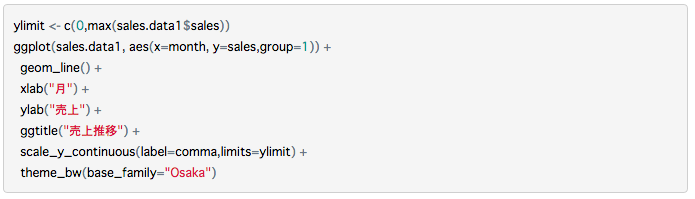 ylimit <- c(0,max(sales.data1$sales))
ggplot(sales.data1, aes(x=month, y=sales,group=1)) +
  geom_line() +
  xlab("月") +
  ylab("売上") +
  ggtitle("売上推移") +
  scale_y_continuous(label=comma,limits=ylimit) +
  theme_bw(base_family="Osaka")